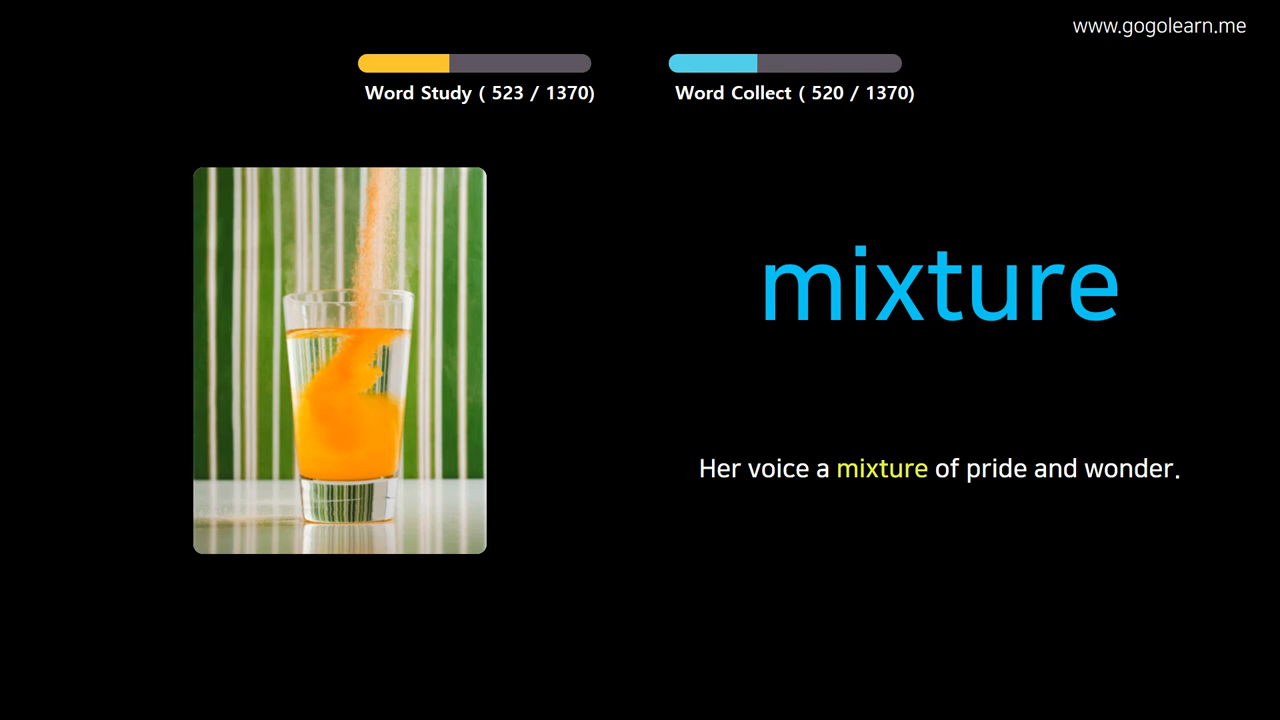 www.gogolearn.me
Word Study ( 523 / 1370)
Word Collect ( 520 / 1370)
mixture
Her voice a mixture of pride and wonder.